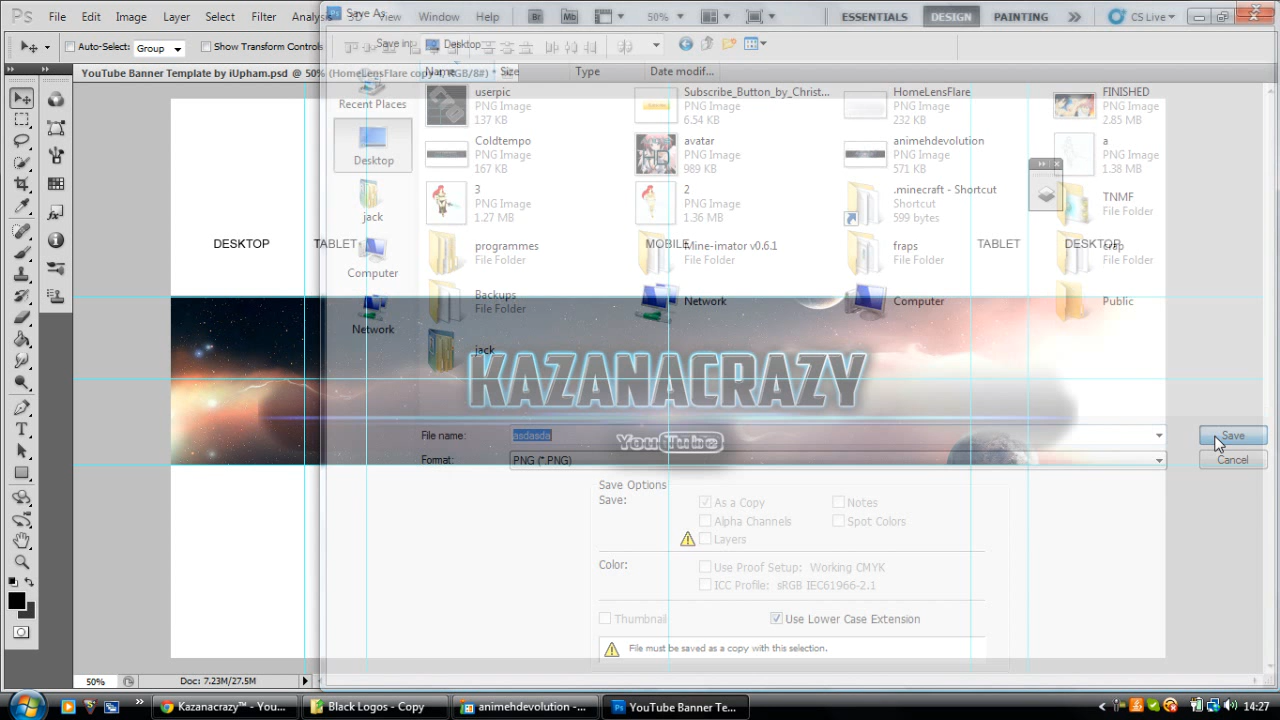 Ps File Edit Image Layer Select Filter Analysis 3D View Window Help Br Mb 50% ESSENTIALS DESIGN PAINTING CS Live
Save As
Auto-Select: Group Show Transform Controls
Save in: Desktop
YouTube Banner Template by iUpham.psd @ 50% (HomeLensFlare copy 4, RGB/8#) *
Name Size Type Date modif...
Recent Places
Desktop
jack
Computer
Network
userpic
PNG Image
137 KB
Subscribe_Button_by_Christ...
PNG Image
6.54 KB
HomeLensFlare
PNG Image
232 KB
FINISHED
PNG Image
2.85 MB
Coldtempo
PNG Image
167 KB
avatar
PNG Image
989 KB
animehdevolution
PNG Image
571 KB
a
PNG Image
1.38 MB
3
PNG Image
1.27 MB
2
PNG Image
1.36 MB
.minecraft - Shortcut
Shortcut
599 bytes
TNMF
File Folder
programmes
File Folder
Mine-imator v0.6.1
File Folder
fraps
File Folder
File Folder
Backups
File Folder
Network
Computer
Public
jack
DESKTOP TABLET MOBILE TABLET DESKTOP
KAZANACRAZY
YouTube
File name: asdasda Save
Format: PNG (*.PNG) Cancel
Save Options
Save: As a Copy Notes
Alpha Channels Spot Colors
Layers
Color: Use Proof Setup: Working CMYK
ICC Profile: sRGB IEC61966-2.1
Thumbnail Use Lower Case Extension
File must be saved as a copy with this selection.
50% Doc: 7.23M/27.5M
Kazanacrazy™ - You... Black Logos - Copy animehdevolution -... YouTube Banner Te... 14:27